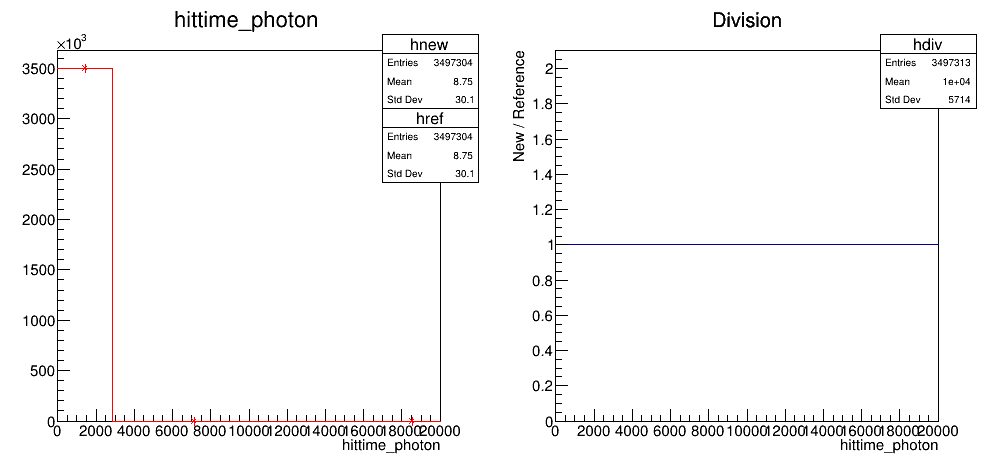 hittime_photon
×10³
hnew
Entries 3497304
Mean 8.75
Std Dev 30.1
href
Entries 3497304
Mean 8.75
Std Dev 30.1
3500
3000
2500
2000
1500
1000
500
0
0 2000 4000 6000 8000 10000 12000 14000 16000 18000 20000
hittime_photon
Division
hdiv
Entries 3497313
Mean 1e+04
Std Dev 5714
New / Reference
2
1.8
1.6
1.4
1.2
1
0.8
0.6
0.4
0.2
0
0 2000 4000 6000 8000 10000 12000 14000 16000 18000 20000
hittime_photon